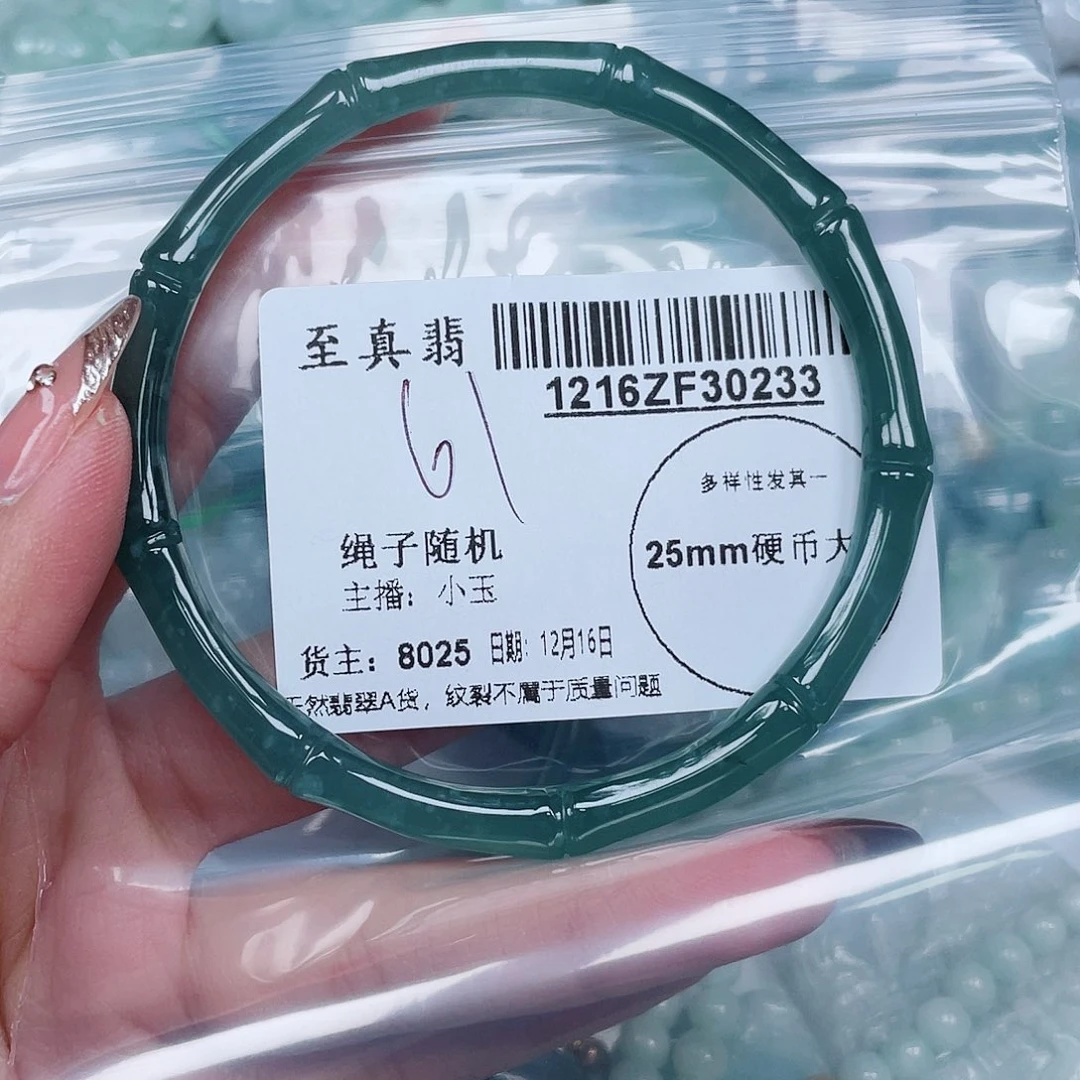 至真翡
1216ZF30233
61
多样性发其一
绳子随机
25mm硬币大
主播：小玉
货主：8025 日期：12月16日
天然翡翠A货，纹裂不属于质量问题